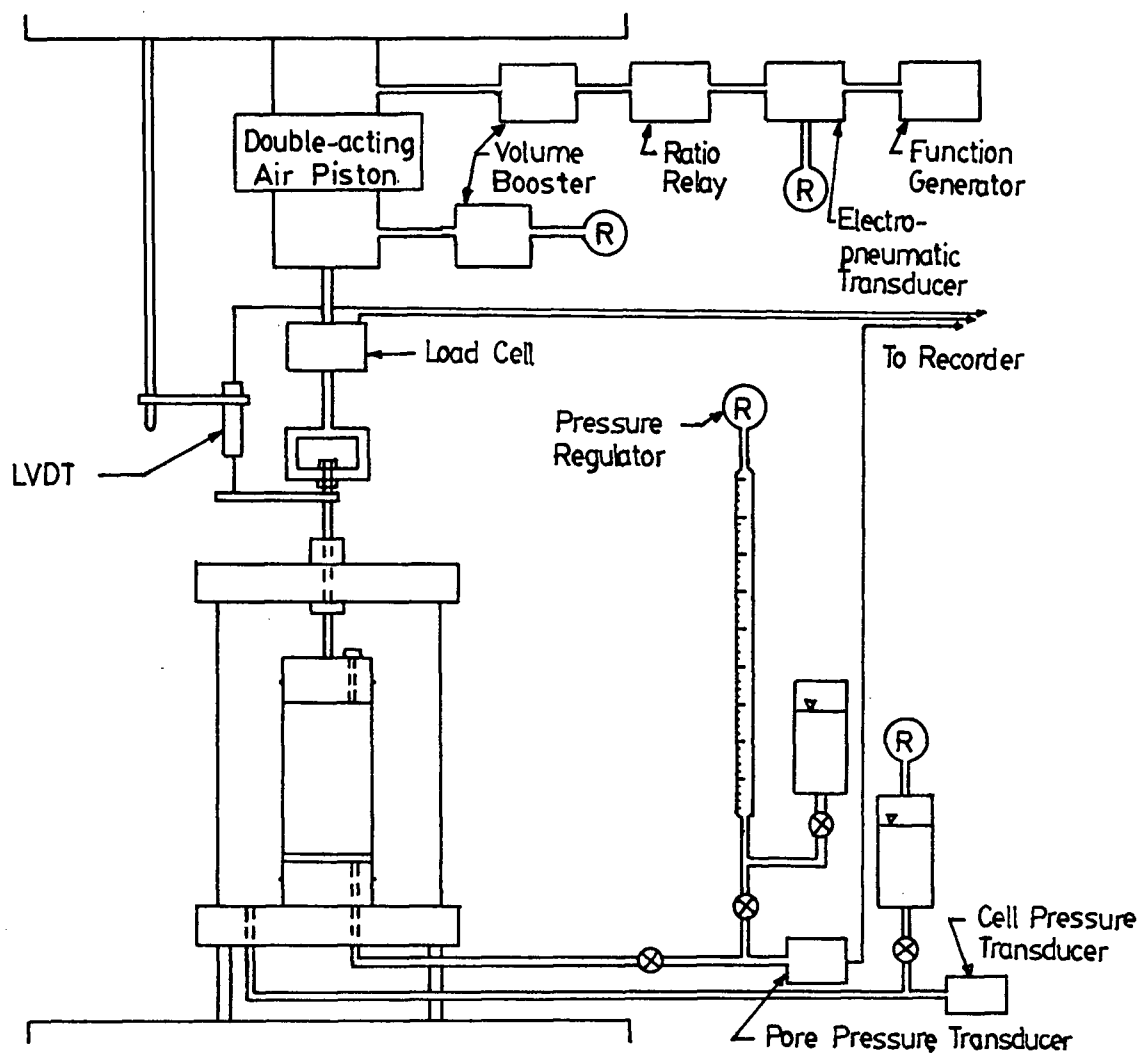 Double-acting
Air Piston
Volume
Booster
Ratio
Relay
Function
Generator
R
R
Electro-
pneumatic
Transducer
Load Cell
To Recorder
LVDT
Pressure
Regulator
R
R
Cell Pressure
Transducer
Pore Pressure Transducer